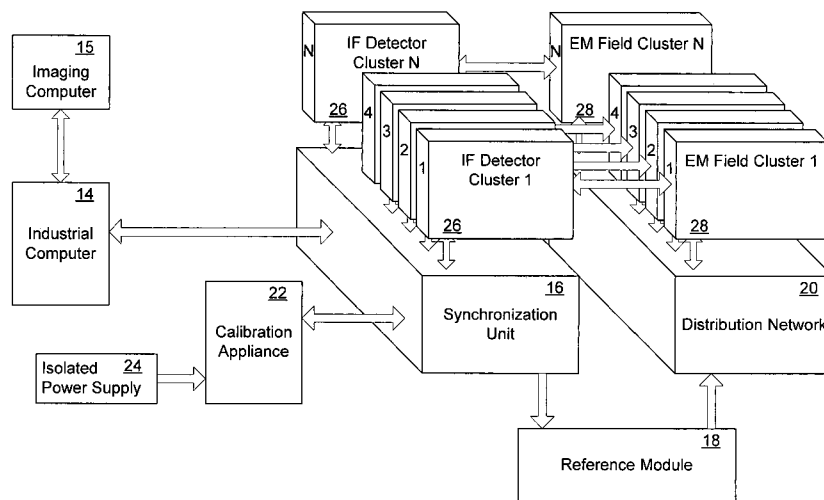 15
Imaging
Computer
14
Industrial
Computer
24
Isolated
Power Supply
22
Calibration
Appliance
N
IF Detector
Cluster N
26
4
3
2
1
IF Detector
Cluster 1
26
N
EM Field Cluster N
28
4
3
2
1
EM Field Cluster 1
28
16
Synchronization
Unit
20
Distribution Network
18
Reference Module